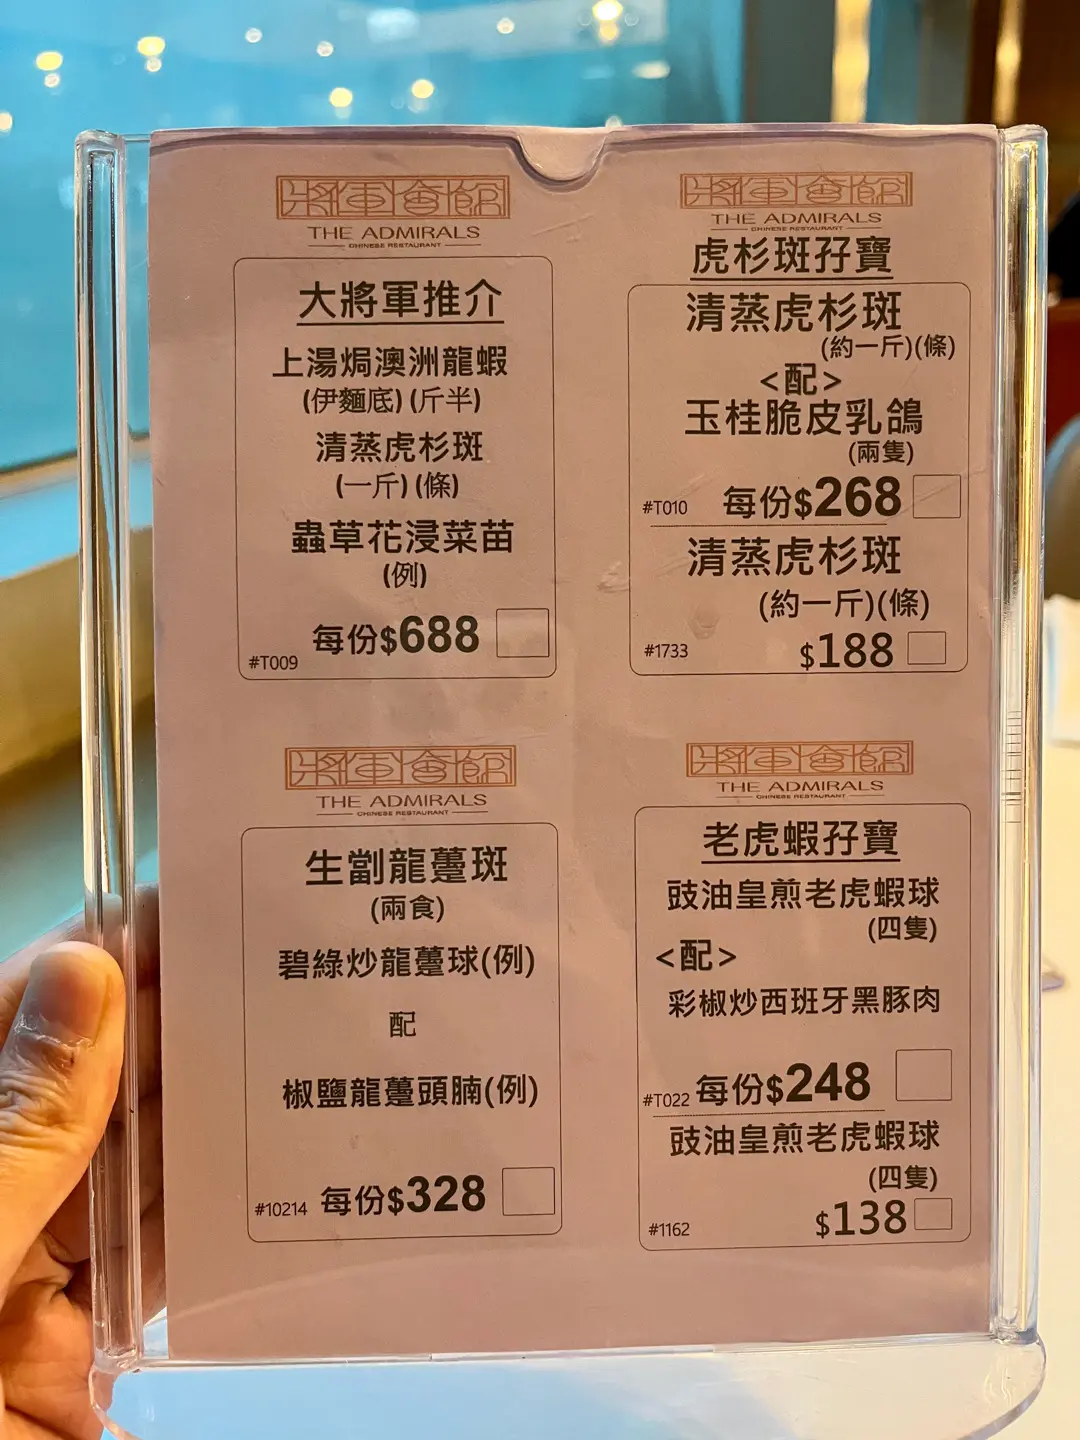 將軍會館
THE ADMIRALS
CHINESE RESTAURANT
大將軍推介
上湯焗澳洲龍蝦
(伊麵底)(斤半)
清蒸虎杉斑
(一斤)(條)
蟲草花浸菜苗
(例)
每份$688
#T009
將軍會館
THE ADMIRALS
CHINESE RESTAURANT
虎杉斑孖寶
清蒸虎杉斑
(約一斤)(條)
<配>
玉桂脆皮乳鴿
(兩隻)
#T010 每份$268
清蒸虎杉斑
(約一斤)(條)
#1733 $188
將軍會館
THE ADMIRALS
CHINESE RESTAURANT
生劏龍躉斑
(兩食)
碧綠炒龍躉球(例)
配
椒鹽龍躉頭腩(例)
#10214 每份$328
將軍會館
THE ADMIRALS
CHINESE RESTAURANT
老虎蝦孖寶
豉油皇煎老虎蝦球
(四隻)
<配>
彩椒炒西班牙黑豚肉
#T022 每份$248
豉油皇煎老虎蝦球
(四隻)
#1162 $138